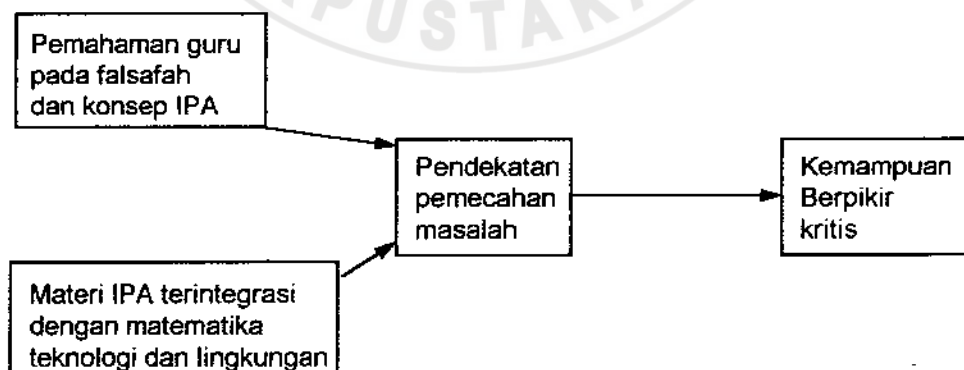 PUSTAKA
Pemahaman guru
pada falsafah
dan konsep IPA
Pendekatan
pemecahan
masalah
Kemampuan
Berpikir
kritis
Materi IPA terintegrasi
dengan matematika
teknologi dan lingkungan